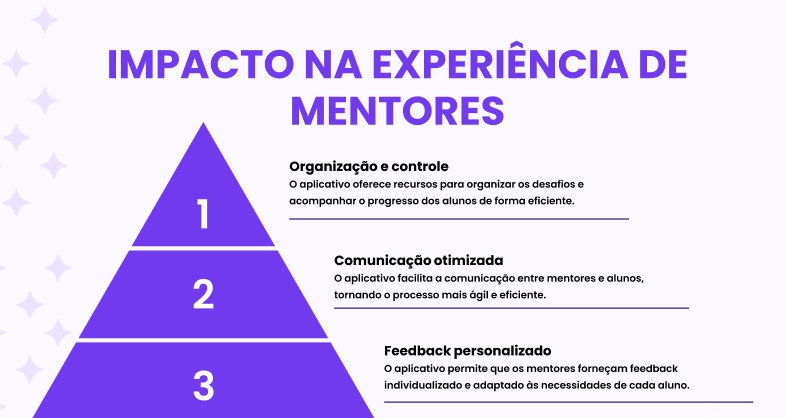 IMPACTO NA EXPERIÊNCIA DE
MENTORES
1
Organização e controle
O aplicativo oferece recursos para organizar os desafios e
acompanhar o progresso dos alunos de forma eficiente.
2
Comunicação otimizada
O aplicativo facilita a comunicação entre mentores e alunos,
tornando o processo mais ágil e eficiente.
3
Feedback personalizado
O aplicativo permite que os mentores forneçam feedback
individualizado e adaptado às necessidades de cada aluno.